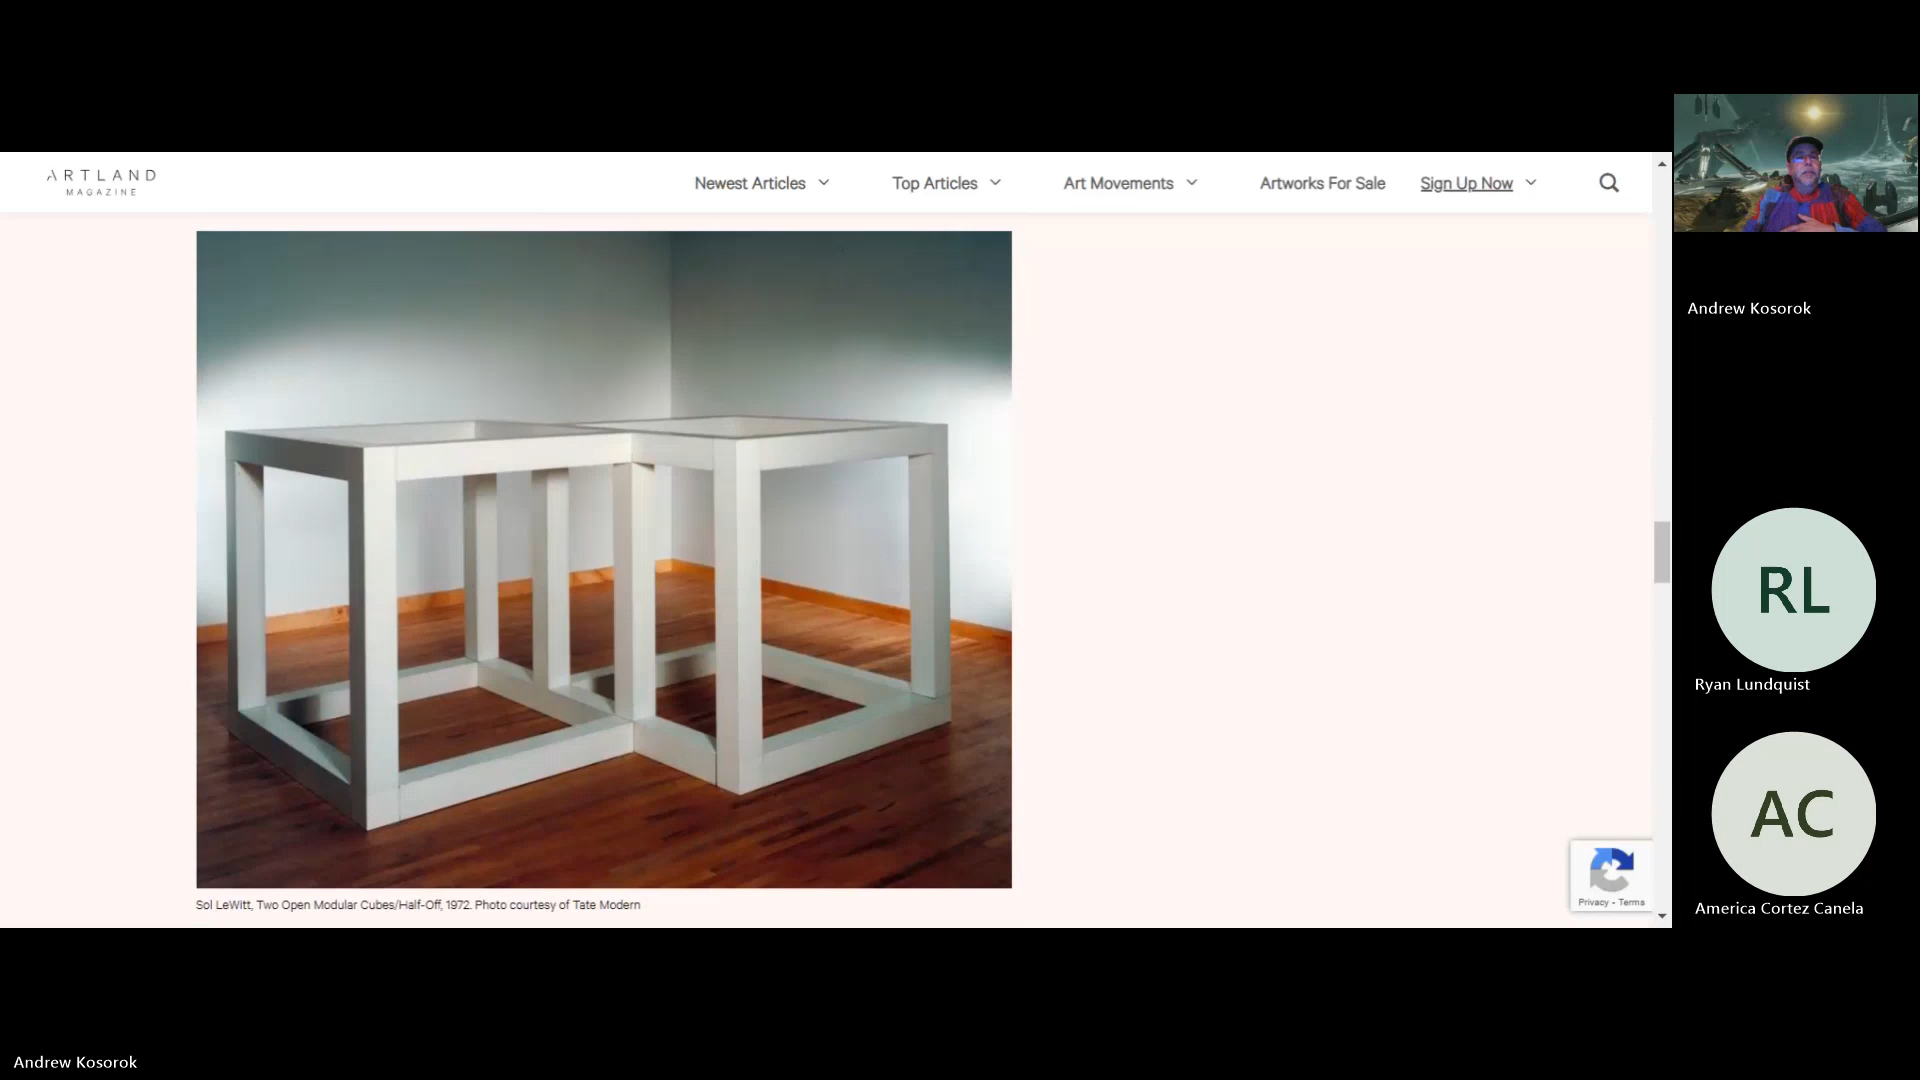 ARTLAND
MAGAZINE
Newest Articles
Top Articles
Art Movements
Artworks For Sale
Sign Up Now
Andrew Kosorok
RL
Ryan Lundquist
AC
America Cortez Canela
Privacy - Terms
Sol LeWitt, Two Open Modular Cubes/Half-Off, 1972. Photo courtesy of Tate Modern
Andrew Kosorok